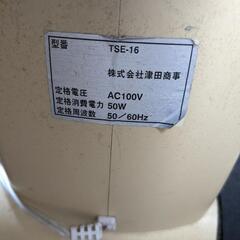 型番 TSE-16
株式会社津田商事
定格電圧 AC100V
定格消費電力 50W
定格周波数 50/60Hz